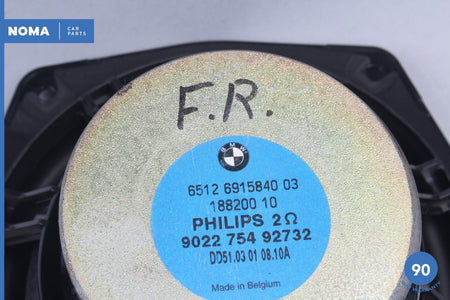 NOMA CAR PARTS
F.R.
BMW
6512 6915840 03
188200 10
PHILIPS 2Ω
9022 754 92732
DD51.03 01 08.10A
Made in Belgium
90